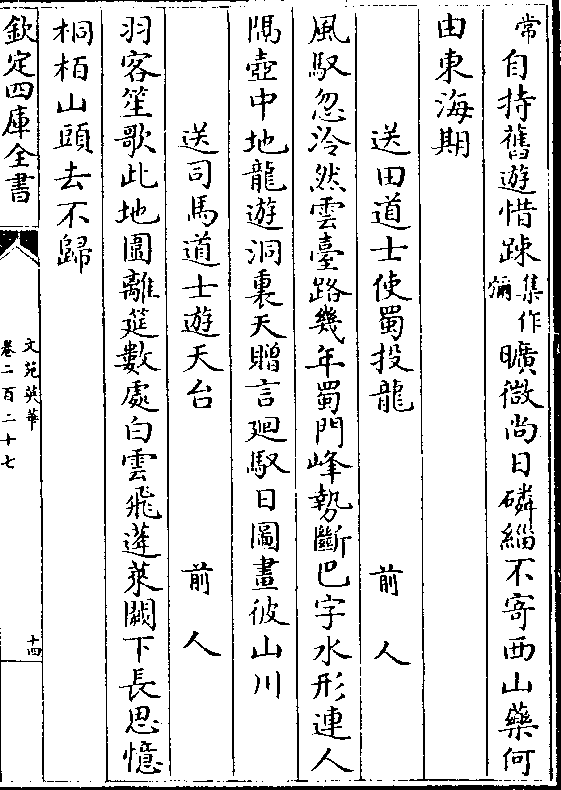 常自持舊遊惜踈集作彌曠微尚日磷緇不寄西山藥何
由東海期
送田道士使蜀投龍　前人
風馭忽泠然雲臺路幾年蜀門峰勢斷巴字水形連人
隅壺中地龍遊洞裏天贈言廻馭日圖畫彼山川
送司馬道士遊天台　前人
羽客笙歌此地圖離筵數處白雲飛蓬萊闕下長思憶
桐栢山頭去不歸
欽定四庫全書
文苑英華
卷二百二十七
十四